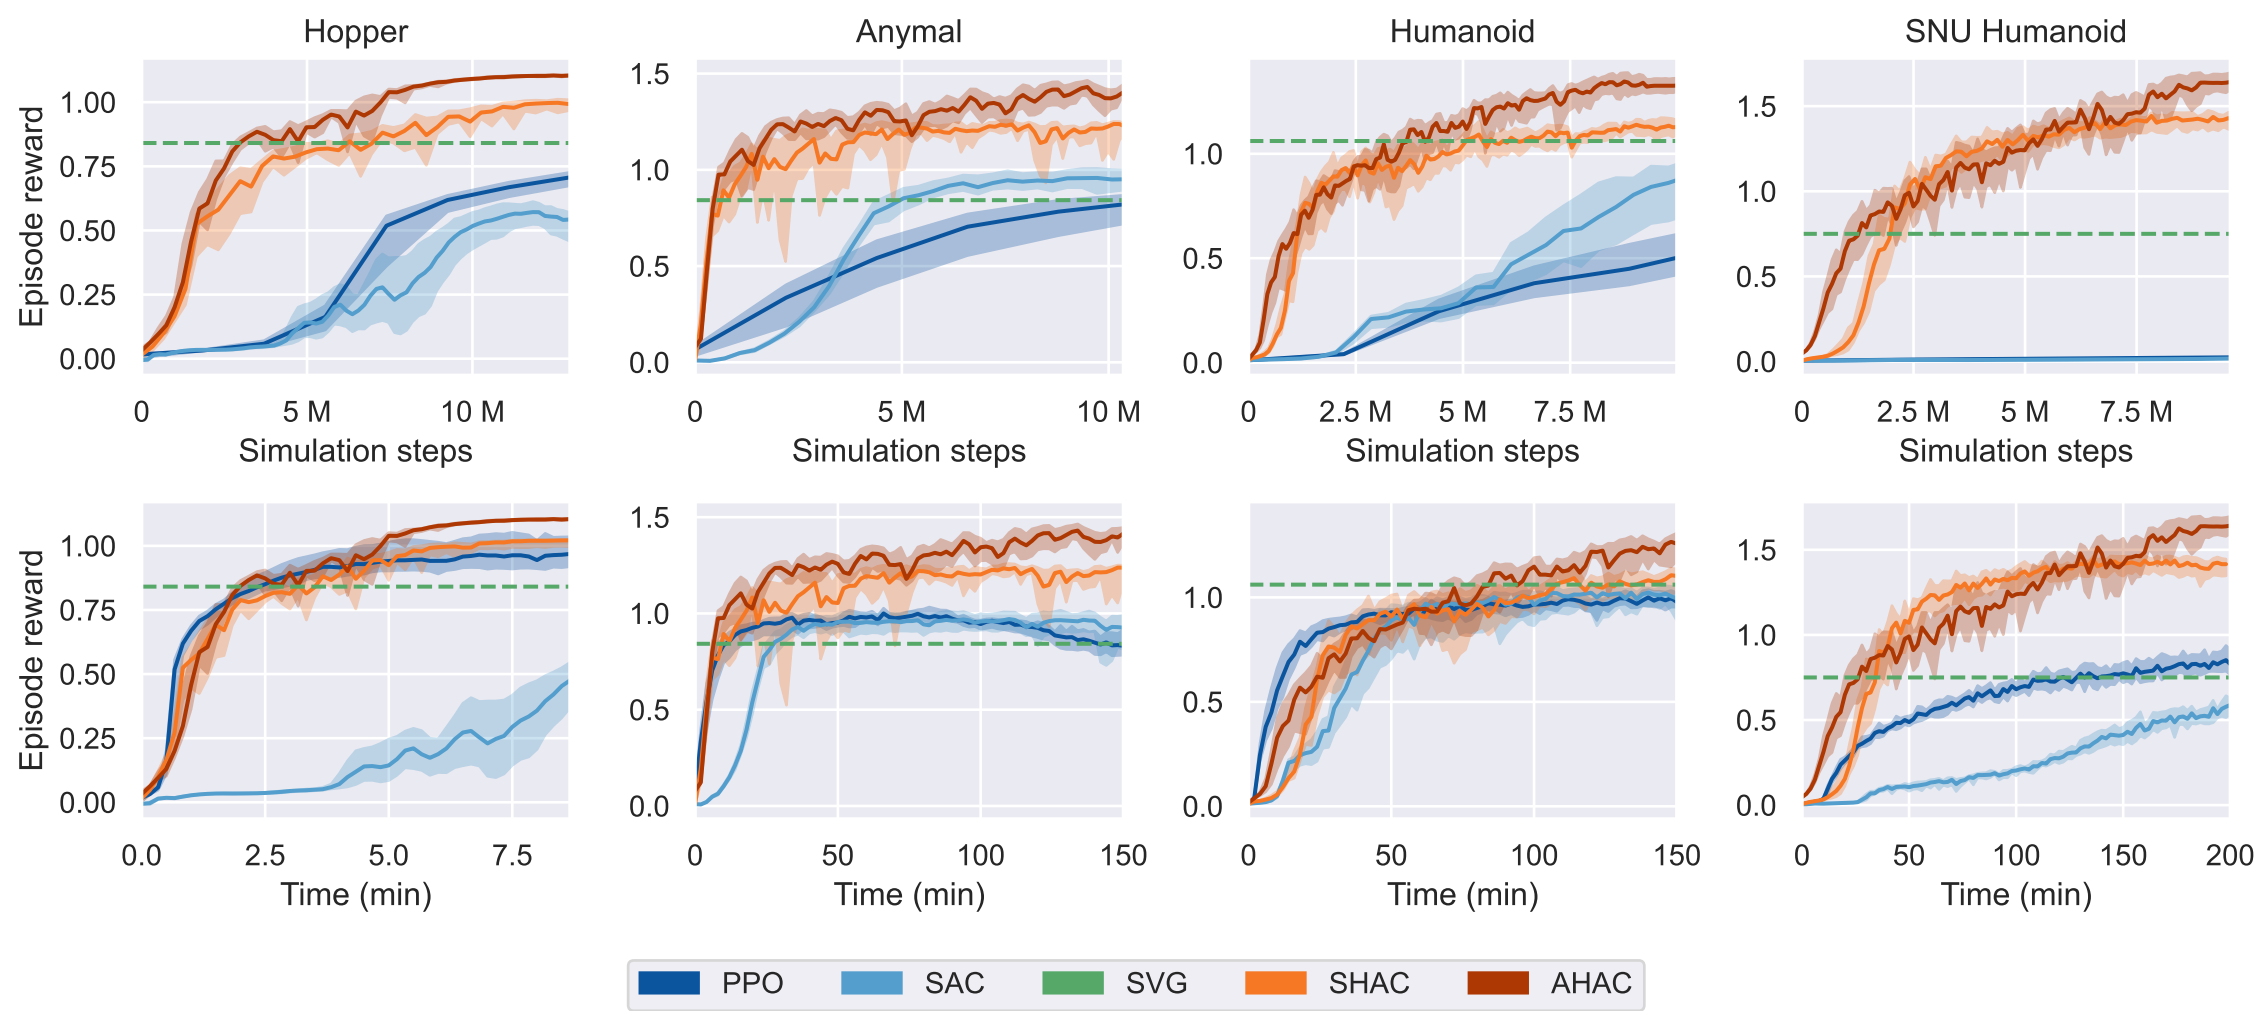 Hopper Anymal Humanoid SNU Humanoid
Episode reward
1.00
0.75
0.50
0.25
0.00
0 5 M 10 M
Simulation steps
1.5
1.0
0.5
0.0
0 5 M 10 M
Simulation steps
1.0
0.5
0.0
0 2.5 M 5 M 7.5 M
Simulation steps
1.5
1.0
0.5
0.0
0 2.5 M 5 M 7.5 M
Simulation steps
Episode reward
1.00
0.75
0.50
0.25
0.00
0.0 2.5 5.0 7.5
Time (min)
1.5
1.0
0.5
0.0
0 50 100 150
Time (min)
1.0
0.5
0.0
0 50 100 150
Time (min)
1.5
1.0
0.5
0.0
0 50 100 150 200
Time (min)
PPO SAC SVG SHAC AHAC